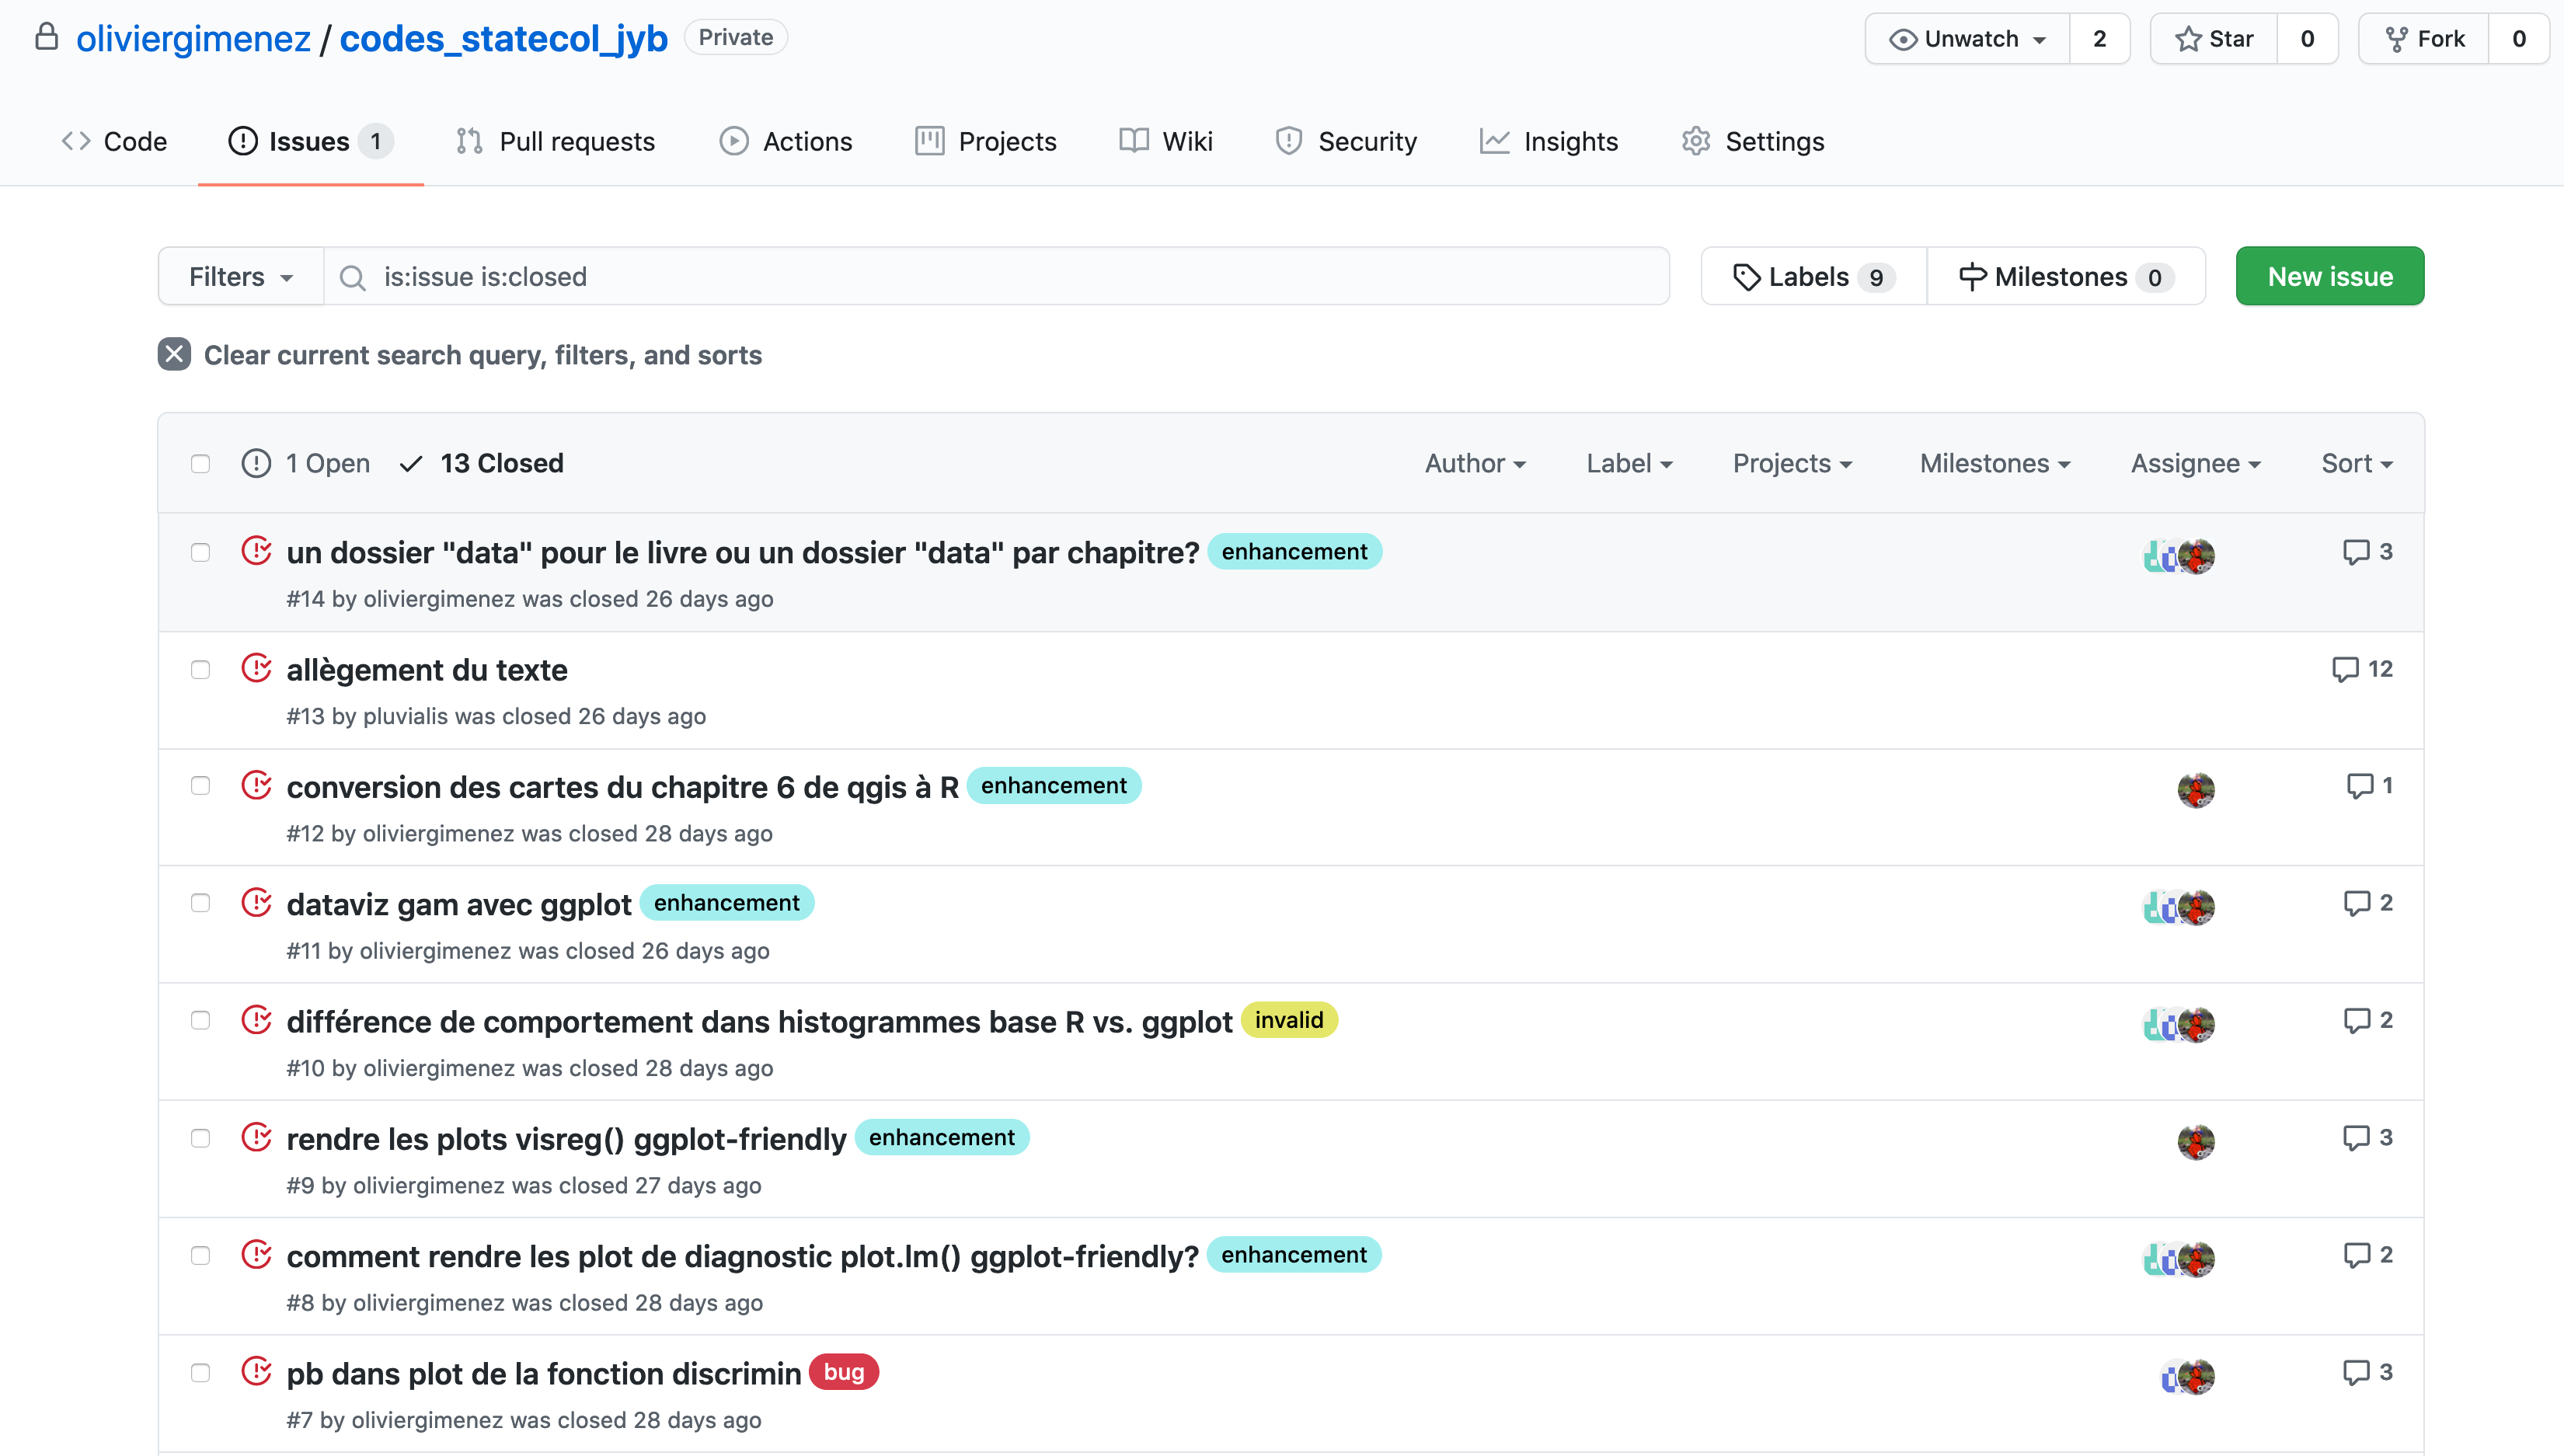 oliviergimenez / codes_statecol_jyb Private Unwatch 2 Star 0 Fork 0
Code Issues 1 Pull requests Actions Projects Wiki Security Insights Settings
Filters is:issue is:closed Labels 9 Milestones 0 New issue
Clear current search query, filters, and sorts
1 Open 13 Closed Author Label Projects Milestones Assignee Sort
un dossier "data" pour le livre ou un dossier "data" par chapitre? enhancement 3
#14 by oliviergimenez was closed 26 days ago
allègement du texte 12
#13 by pluvialis was closed 26 days ago
conversion des cartes du chapitre 6 de qgis à R enhancement 1
#12 by oliviergimenez was closed 28 days ago
dataviz gam avec ggplot enhancement 2
#11 by oliviergimenez was closed 26 days ago
différence de comportement dans histogrammes base R vs. ggplot invalid 2
#10 by oliviergimenez was closed 28 days ago
rendre les plots visreg() ggplot-friendly enhancement 3
#9 by oliviergimenez was closed 27 days ago
comment rendre les plot de diagnostic plot.lm() ggplot-friendly? enhancement 2
#8 by oliviergimenez was closed 28 days ago
pb dans plot de la fonction discrimin bug 3
#7 by oliviergimenez was closed 28 days ago